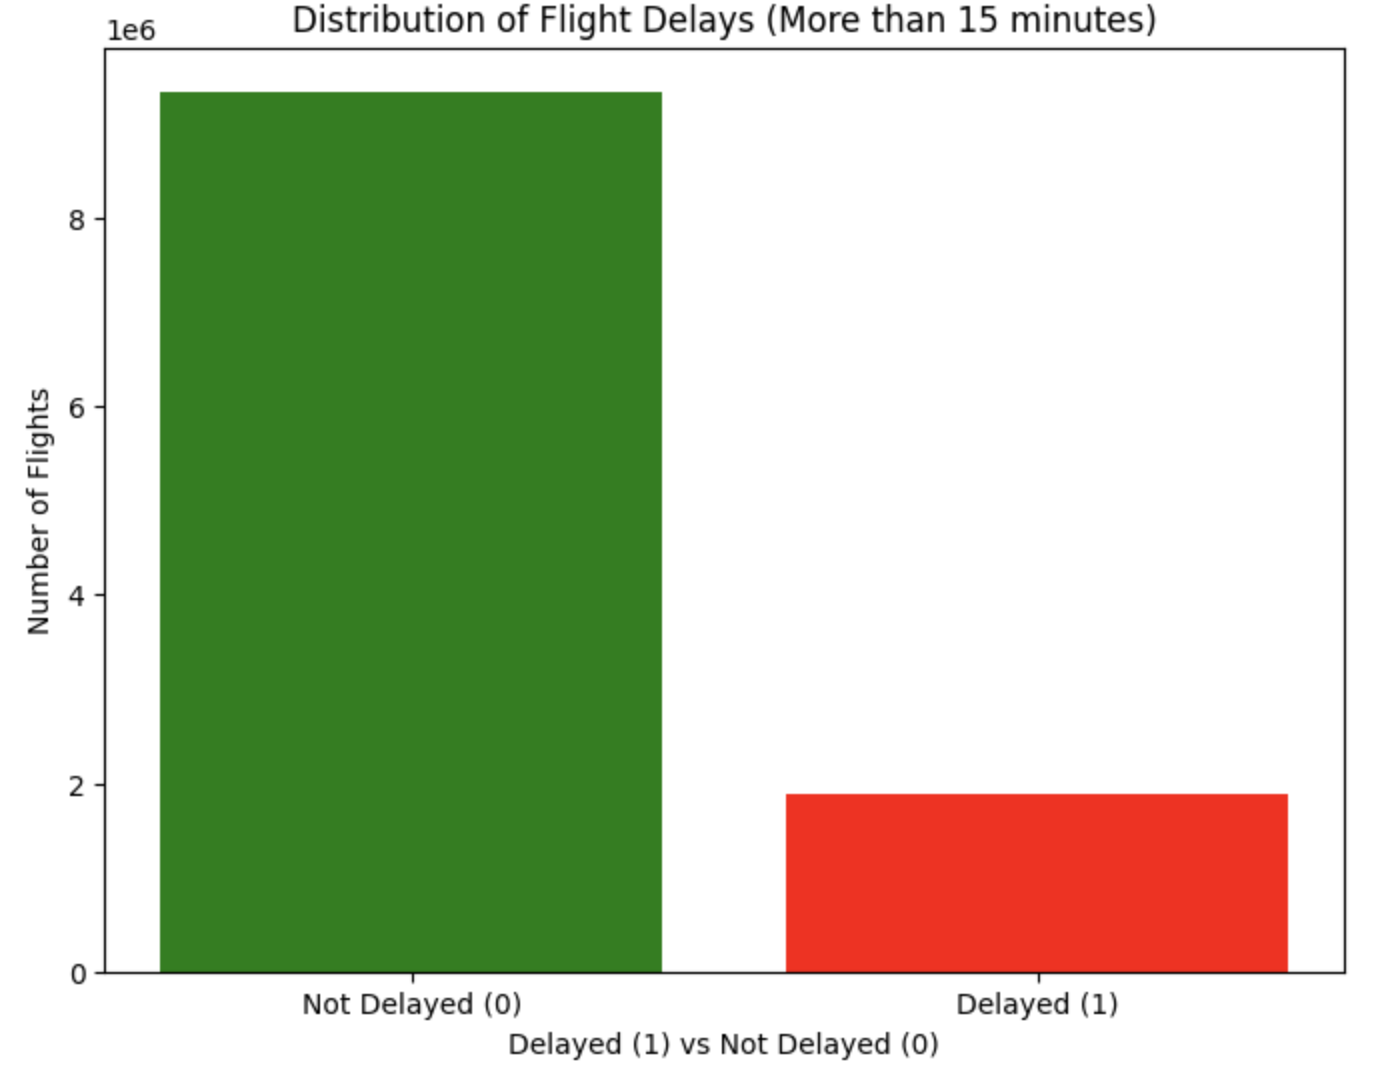 Distribution of Flight Delays (More than 15 minutes)
1e6
8
6
4
2
0
Number of Flights
Not Delayed (0)
Delayed (1)
Delayed (1) vs Not Delayed (0)